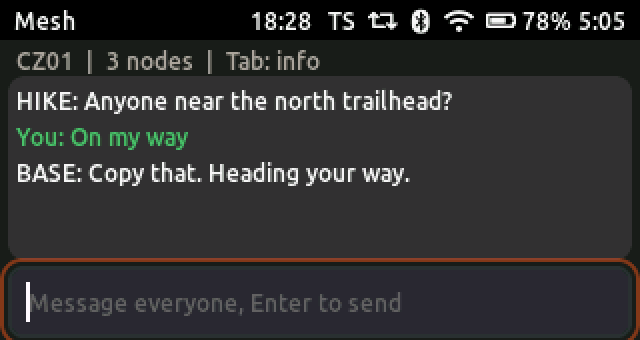 Mesh 18:28 TS 78% 5:05
CZ01 | 3 nodes | Tab: info
HIKE: Anyone near the north trailhead?
You: On my way
BASE: Copy that. Heading your way.
Message everyone, Enter to send